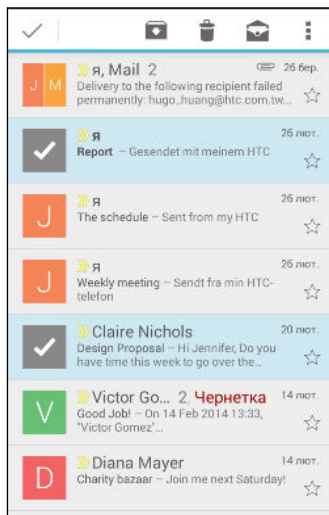 J M
я, Mail 2
26 бер.
Delivery to the following recipient failed
permanently: hugo_huang@htc.com.tw...
я
26 лют.
Report – Gesendet mit meinem HTC
J
я
26 лют.
The schedule – Sent from my HTC
J
я
26 лют.
Weekly meeting – Sendt fra min HTC-
telefon
Claire Nichols
20 лют.
Design Proposal – Hi Jennifer, Do you
have time this week to go over the...
V
Victor Go... 2, Чернетка
14 лют.
Good Job! – On 14 Feb 2014 13:33,
"Victor Gomez"...
D
Diana Mayer
14 лют.
Charity bazaar – Join me next Saturday!